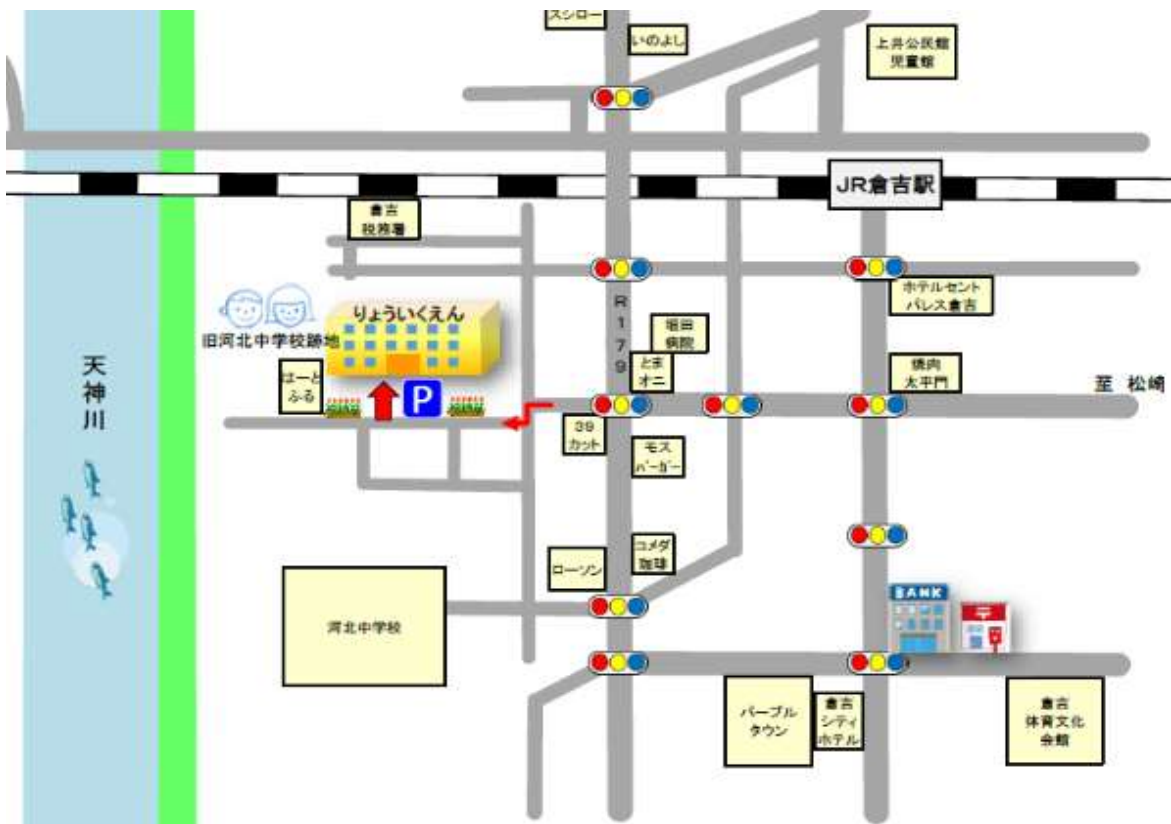 スシロー
いのよし
上井公民館
児童館
JR倉吉駅
倉吉
税務署
ホテルセント
パレス倉吉
R179
垣田
病院
りょういくえん
旧河北中学校跡地
とま
オニ
焼肉
太平門
至 松崎
天神川
はーと
ふる
P
39
カット
モス
バーガー
コメダ
珈琲
ローソン
河北中学校
BANK
〒
パープル
タウン
倉吉
シティ
ホテル
倉吉
体育文化
会館